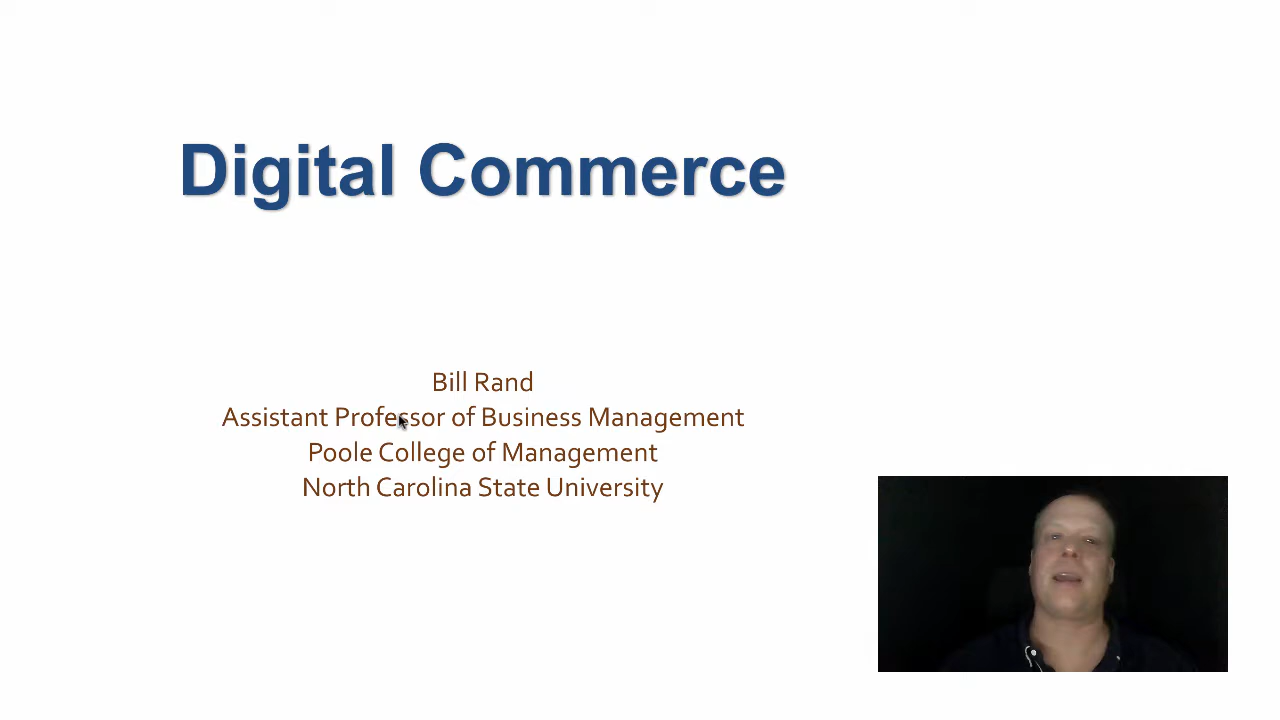 Digital Commerce
Bill Rand
Assistant Professor of Business Management
Poole College of Management
North Carolina State University